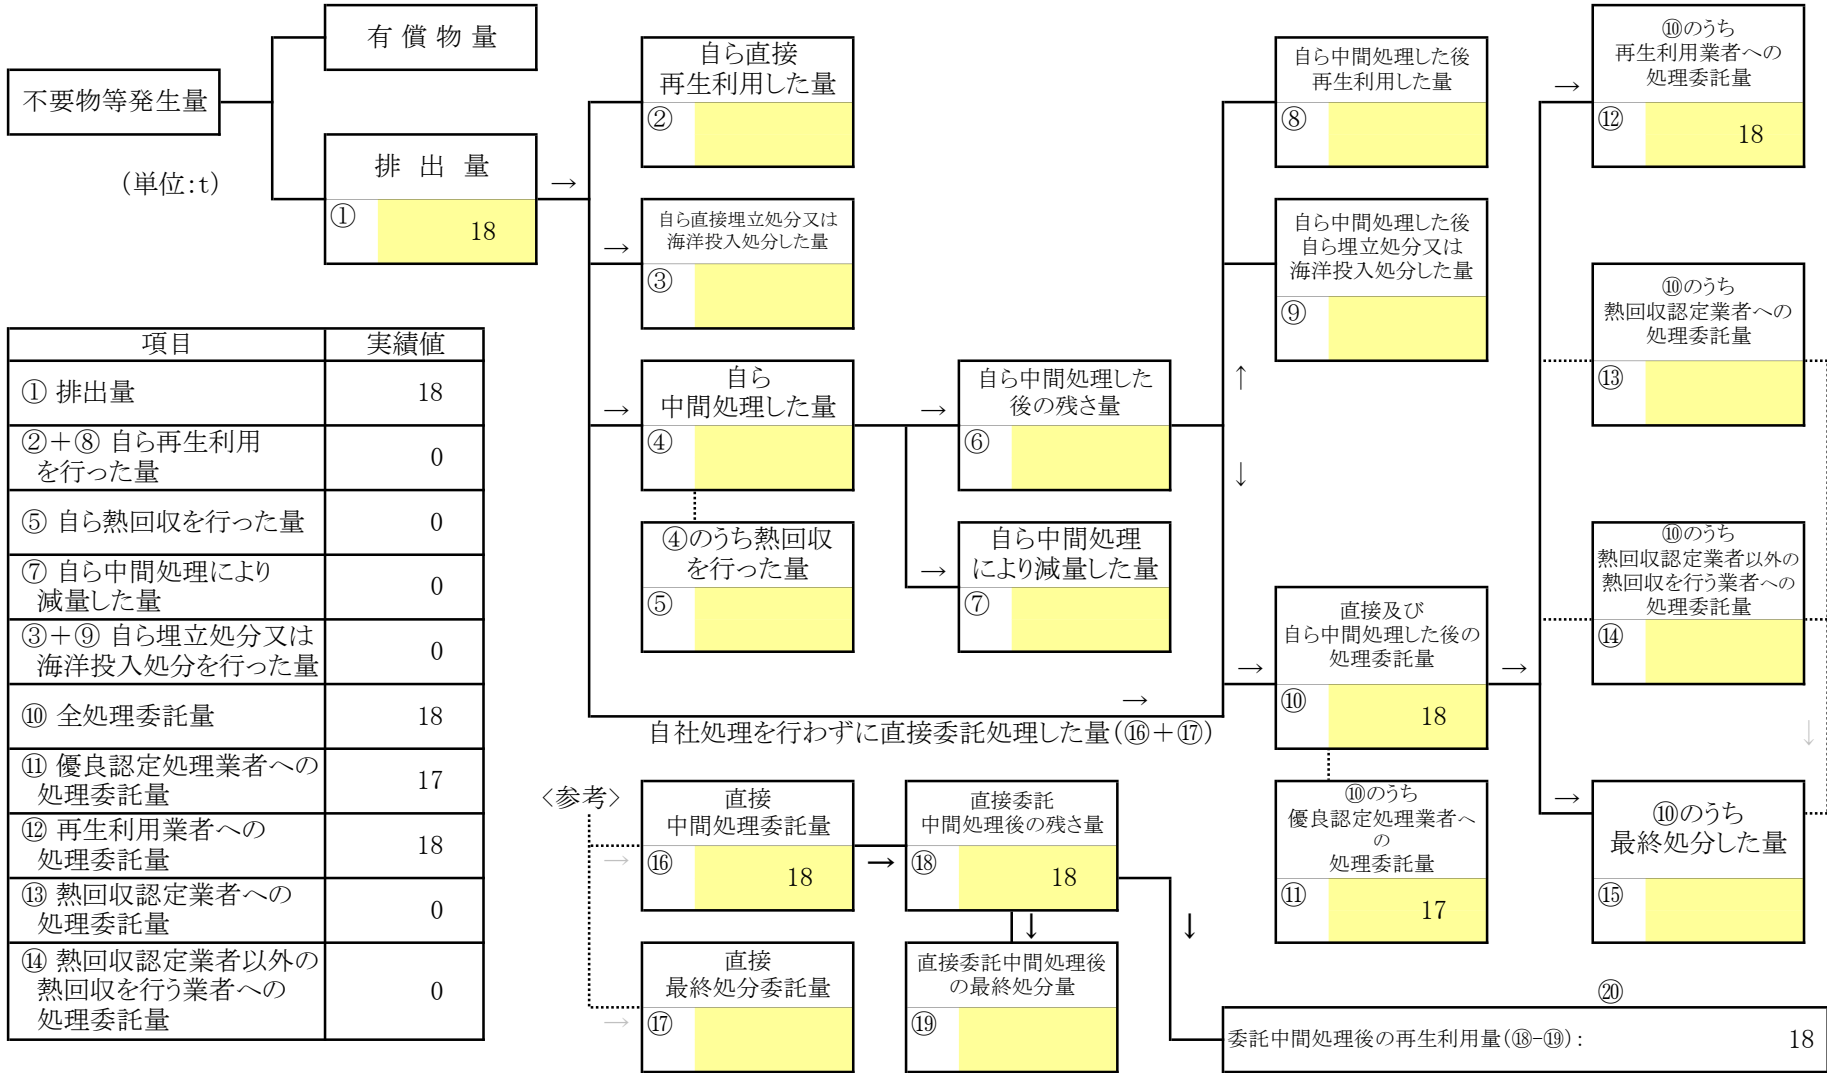 有 償 物 量
不要物等発生量
(単位:t)
排 出 量
①
18
→
自ら直接
再生利用した量
②
→
自ら直接埋立処分又は
海洋投入処分した量
③
→
自ら
中間処理した量
④
④のうち熱回収
を行った量
⑤
→
自ら中間処理した
後の残さ量
⑥
→
自ら中間処理
により減量した量
⑦
自ら中間処理した後
再生利用した量
⑧
自ら中間処理した後
自ら埋立処分又は
海洋投入処分した量
⑨
↑
↓
→
自社処理を行わずに直接委託処理した量(⑯+⑰)
→
直接及び
自ら中間処理した後の
処理委託量
⑩
18
⑩のうち
優良認定処理業者へ
の
処理委託量
⑪
17
→
→
⑩のうち
再生利用業者への
処理委託量
⑫
18
⑩のうち
熱回収認定業者への
処理委託量
⑬
⑩のうち
熱回収認定業者以外の
熱回収を行う業者への
処理委託量
⑭
↓
→
⑩のうち
最終処分した量
⑮
項目 実績値
① 排出量 18
②+⑧ 自ら再生利用
を行った量 0
⑤ 自ら熱回収を行った量 0
⑦ 自ら中間処理により
減量した量 0
③+⑨ 自ら埋立処分又は
海洋投入処分を行った量 0
⑩ 全処理委託量 18
⑪ 優良認定処理業者への
処理委託量 17
⑫ 再生利用業者への
処理委託量 18
⑬ 熱回収認定業者への
処理委託量 0
⑭ 熱回収認定業者以外の
熱回収を行う業者への
処理委託量 0
〈参考〉
→
直接
中間処理委託量
⑯
18
→
直接委託
中間処理後の残さ量
⑱
18
↓
↓
→
直接
最終処分委託量
⑰
直接委託中間処理後
の最終処分量
⑲
⑳
委託中間処理後の再生利用量(⑱-⑲): 18